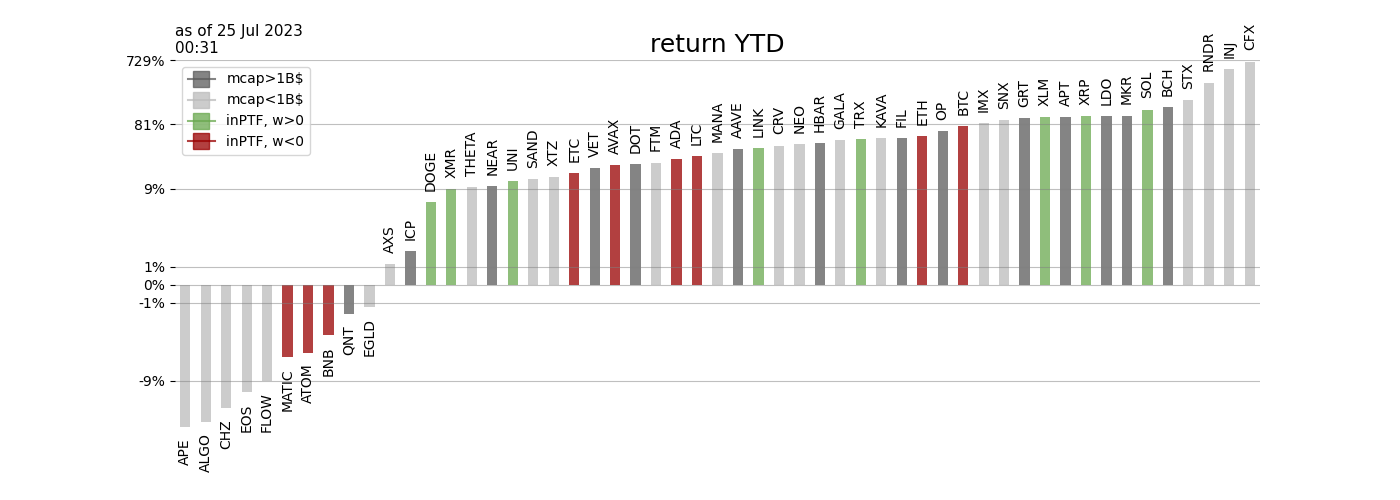 as of 25 Jul 2023
00:31
return YTD
729%
81%
9%
1%
0%
-1%
-9%
mcap>1B$
mcap<1B$
inPTF, w>0
inPTF, w<0
APE
ALGO
CHZ
EOS
FLOW
MATIC
ATOM
BNB
QNT
EGLD
AXS
ICP
DOGE
XMR
THETA
NEAR
UNI
SAND
XTZ
ETC
VET
AVAX
DOT
FTM
ADA
LTC
MANA
AAVE
LINK
CRV
NEO
HBAR
GALA
TRX
KAVA
FIL
ETH
OP
BTC
IMX
SNX
GRT
XLM
APT
XRP
LDO
MKR
SOL
BCH
STX
RNDR
INJ
CFX